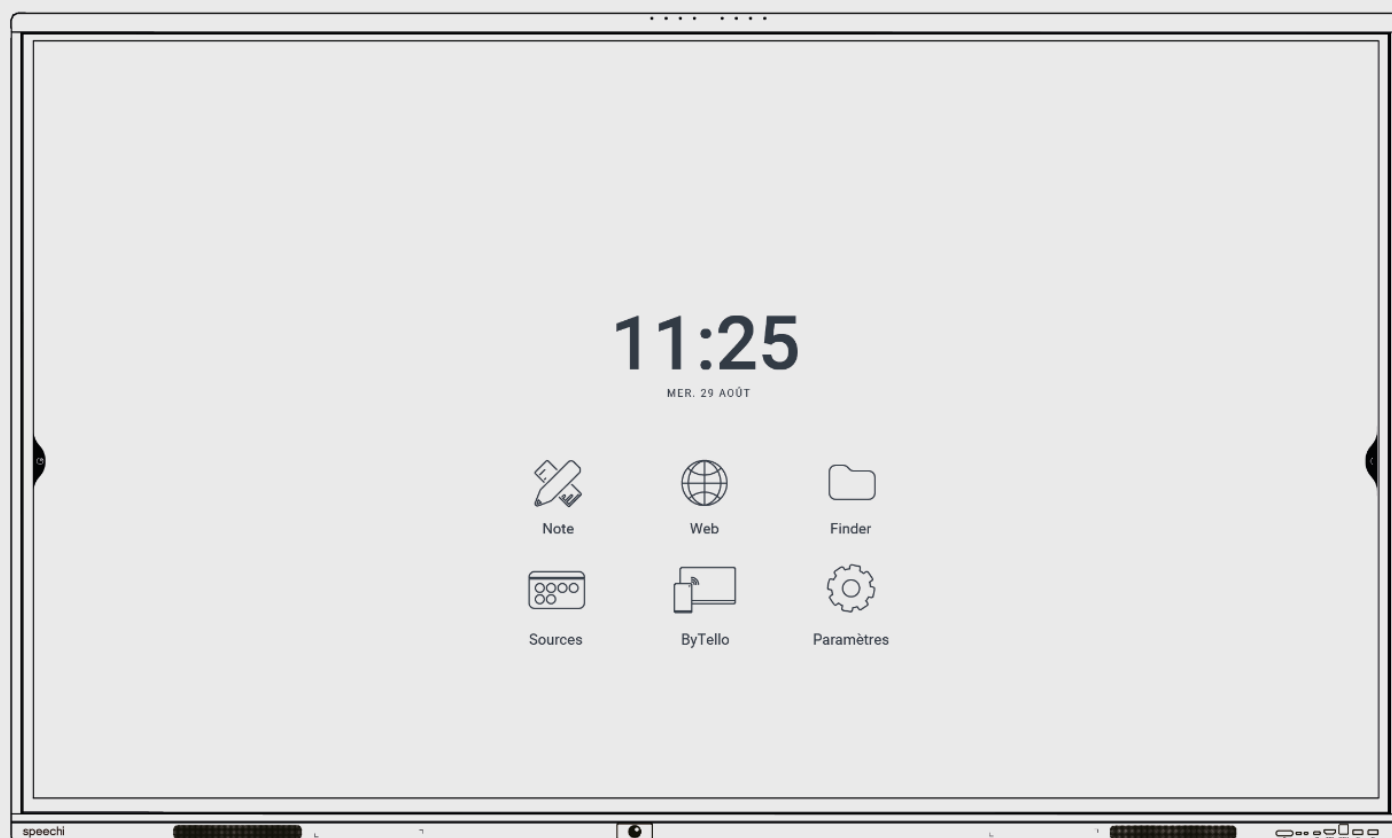 11:25
MER. 29 AOÛT
Note
Web
Finder
Sources
ByTello
Paramètres
speechi